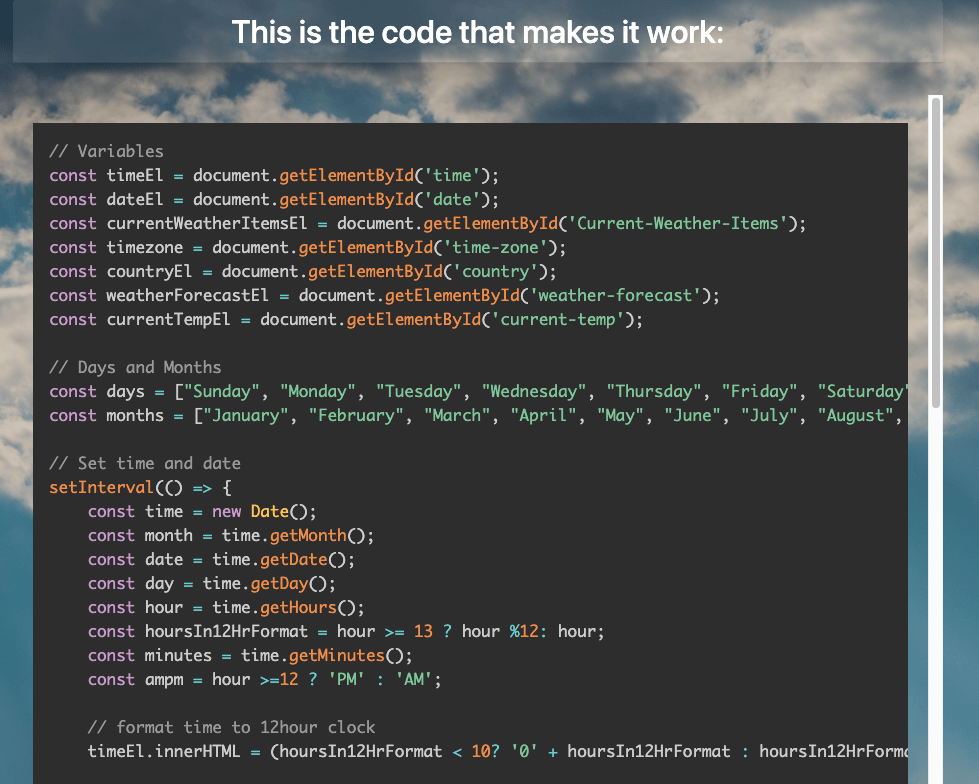 This is the code that makes it work:
// Variables
const timeEl = document.getElementById('time');
const dateEl = document.getElementById('date');
const currentWeatherItemsEl = document.getElementById('Current-Weather-Items');
const timezone = document.getElementById('time-zone');
const countryEl = document.getElementById('country');
const weatherForecastEl = document.getElementById('weather-forecast');
const currentTempEl = document.getElementById('current-temp');
// Days and Months
const days = ["Sunday", "Monday", "Tuesday", "Wednesday", "Thursday", "Friday", "Saturday"
const months = ["January", "February", "March", "April", "May", "June", "July", "August",
// Set time and date
setInterval(() => {
    const time = new Date();
    const month = time.getMonth();
    const date = time.getDate();
    const day = time.getDay();
    const hour = time.getHours();
    const hoursIn12HrFormat = hour >= 13 ? hour %12: hour;
    const minutes = time.getMinutes();
    const ampm = hour >=12 ? 'PM' : 'AM';
    // format time to 12hour clock
    timeEl.innerHTML = (hoursIn12HrFormat < 10? '0' + hoursIn12HrFormat :